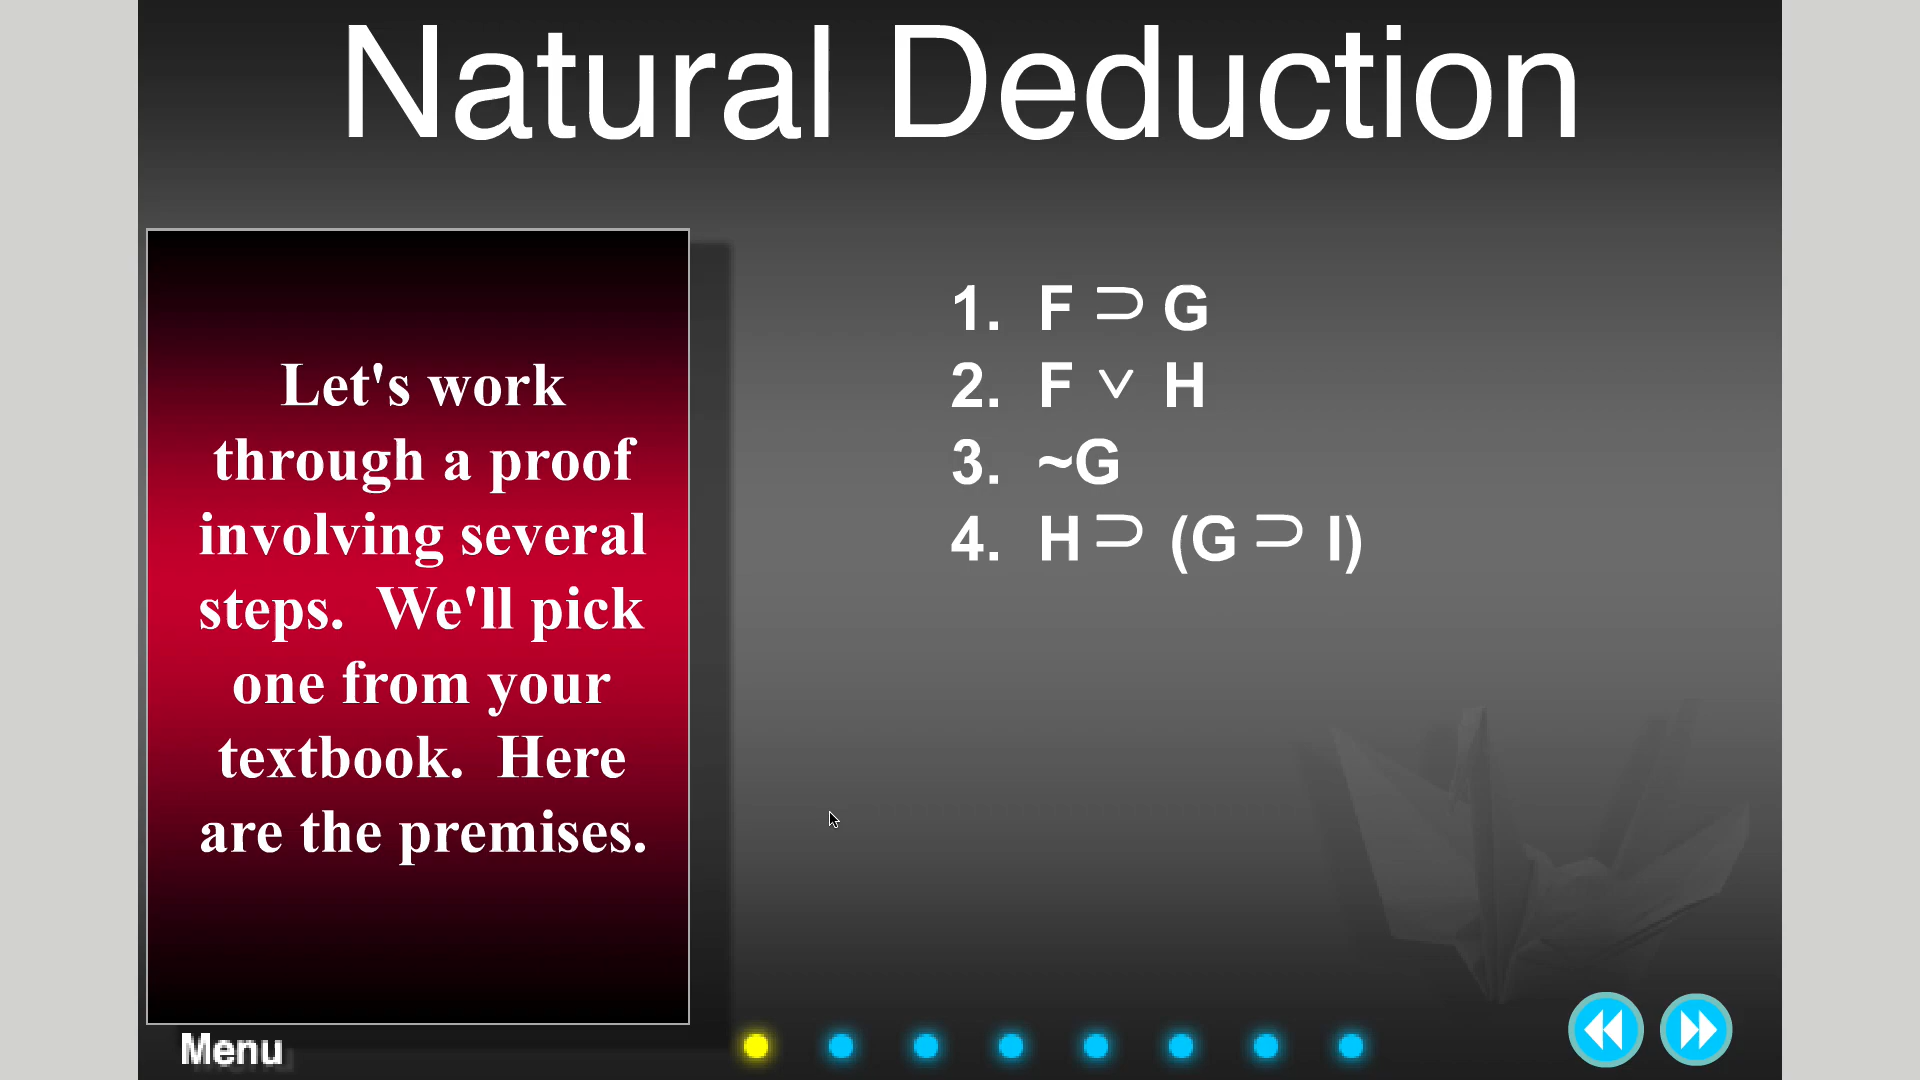 Natural Deduction
Let's work
through a proof
involving several
steps. We'll pick
one from your
textbook. Here
are the premises.
1. F ⊃ G
2. F ∨ H
3. ~G
4. H ⊃ (G ⊃ I)
Menu